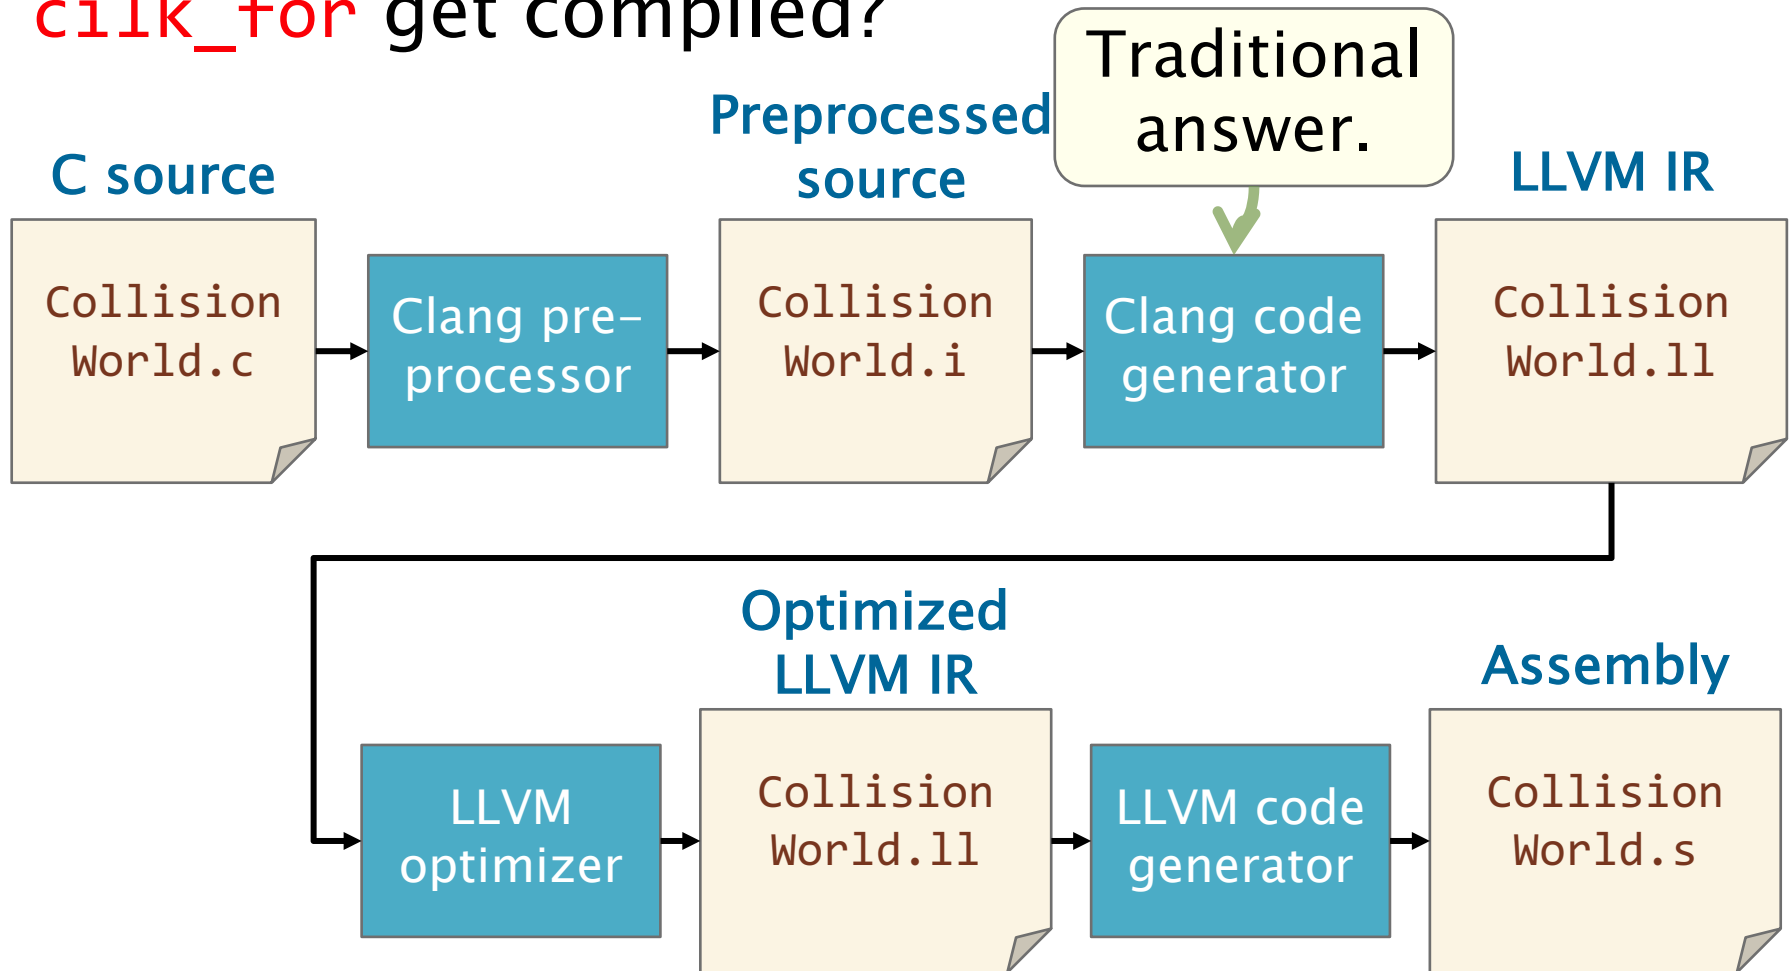 cilk_for get compiled?
Traditional
answer.
C source
Preprocessed
source
LLVM IR
Collision
World.c
Clang pre-
processor
Collision
World.i
Clang code
generator
Collision
World.ll
Optimized
LLVM IR
Assembly
LLVM
optimizer
Collision
World.ll
LLVM code
generator
Collision
World.s